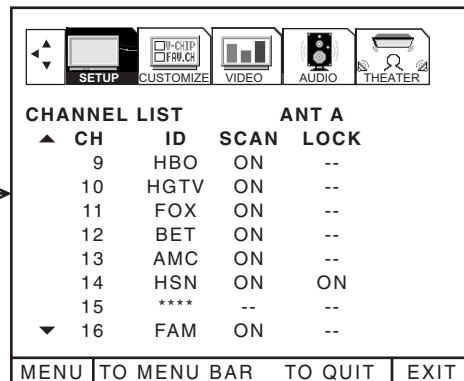 V-CHIP
FAV.CH
SETUP CUSTOMIZE VIDEO AUDIO THEATER
CHANNEL LIST ANT A
CH ID SCAN LOCK
9 HBO ON --
10 HGTV ON --
11 FOX ON --
12 BET ON --
13 AMC ON --
14 HSN ON ON
15 **** -- --
16 FAM ON --
MENU TO MENU BAR TO QUIT EXIT